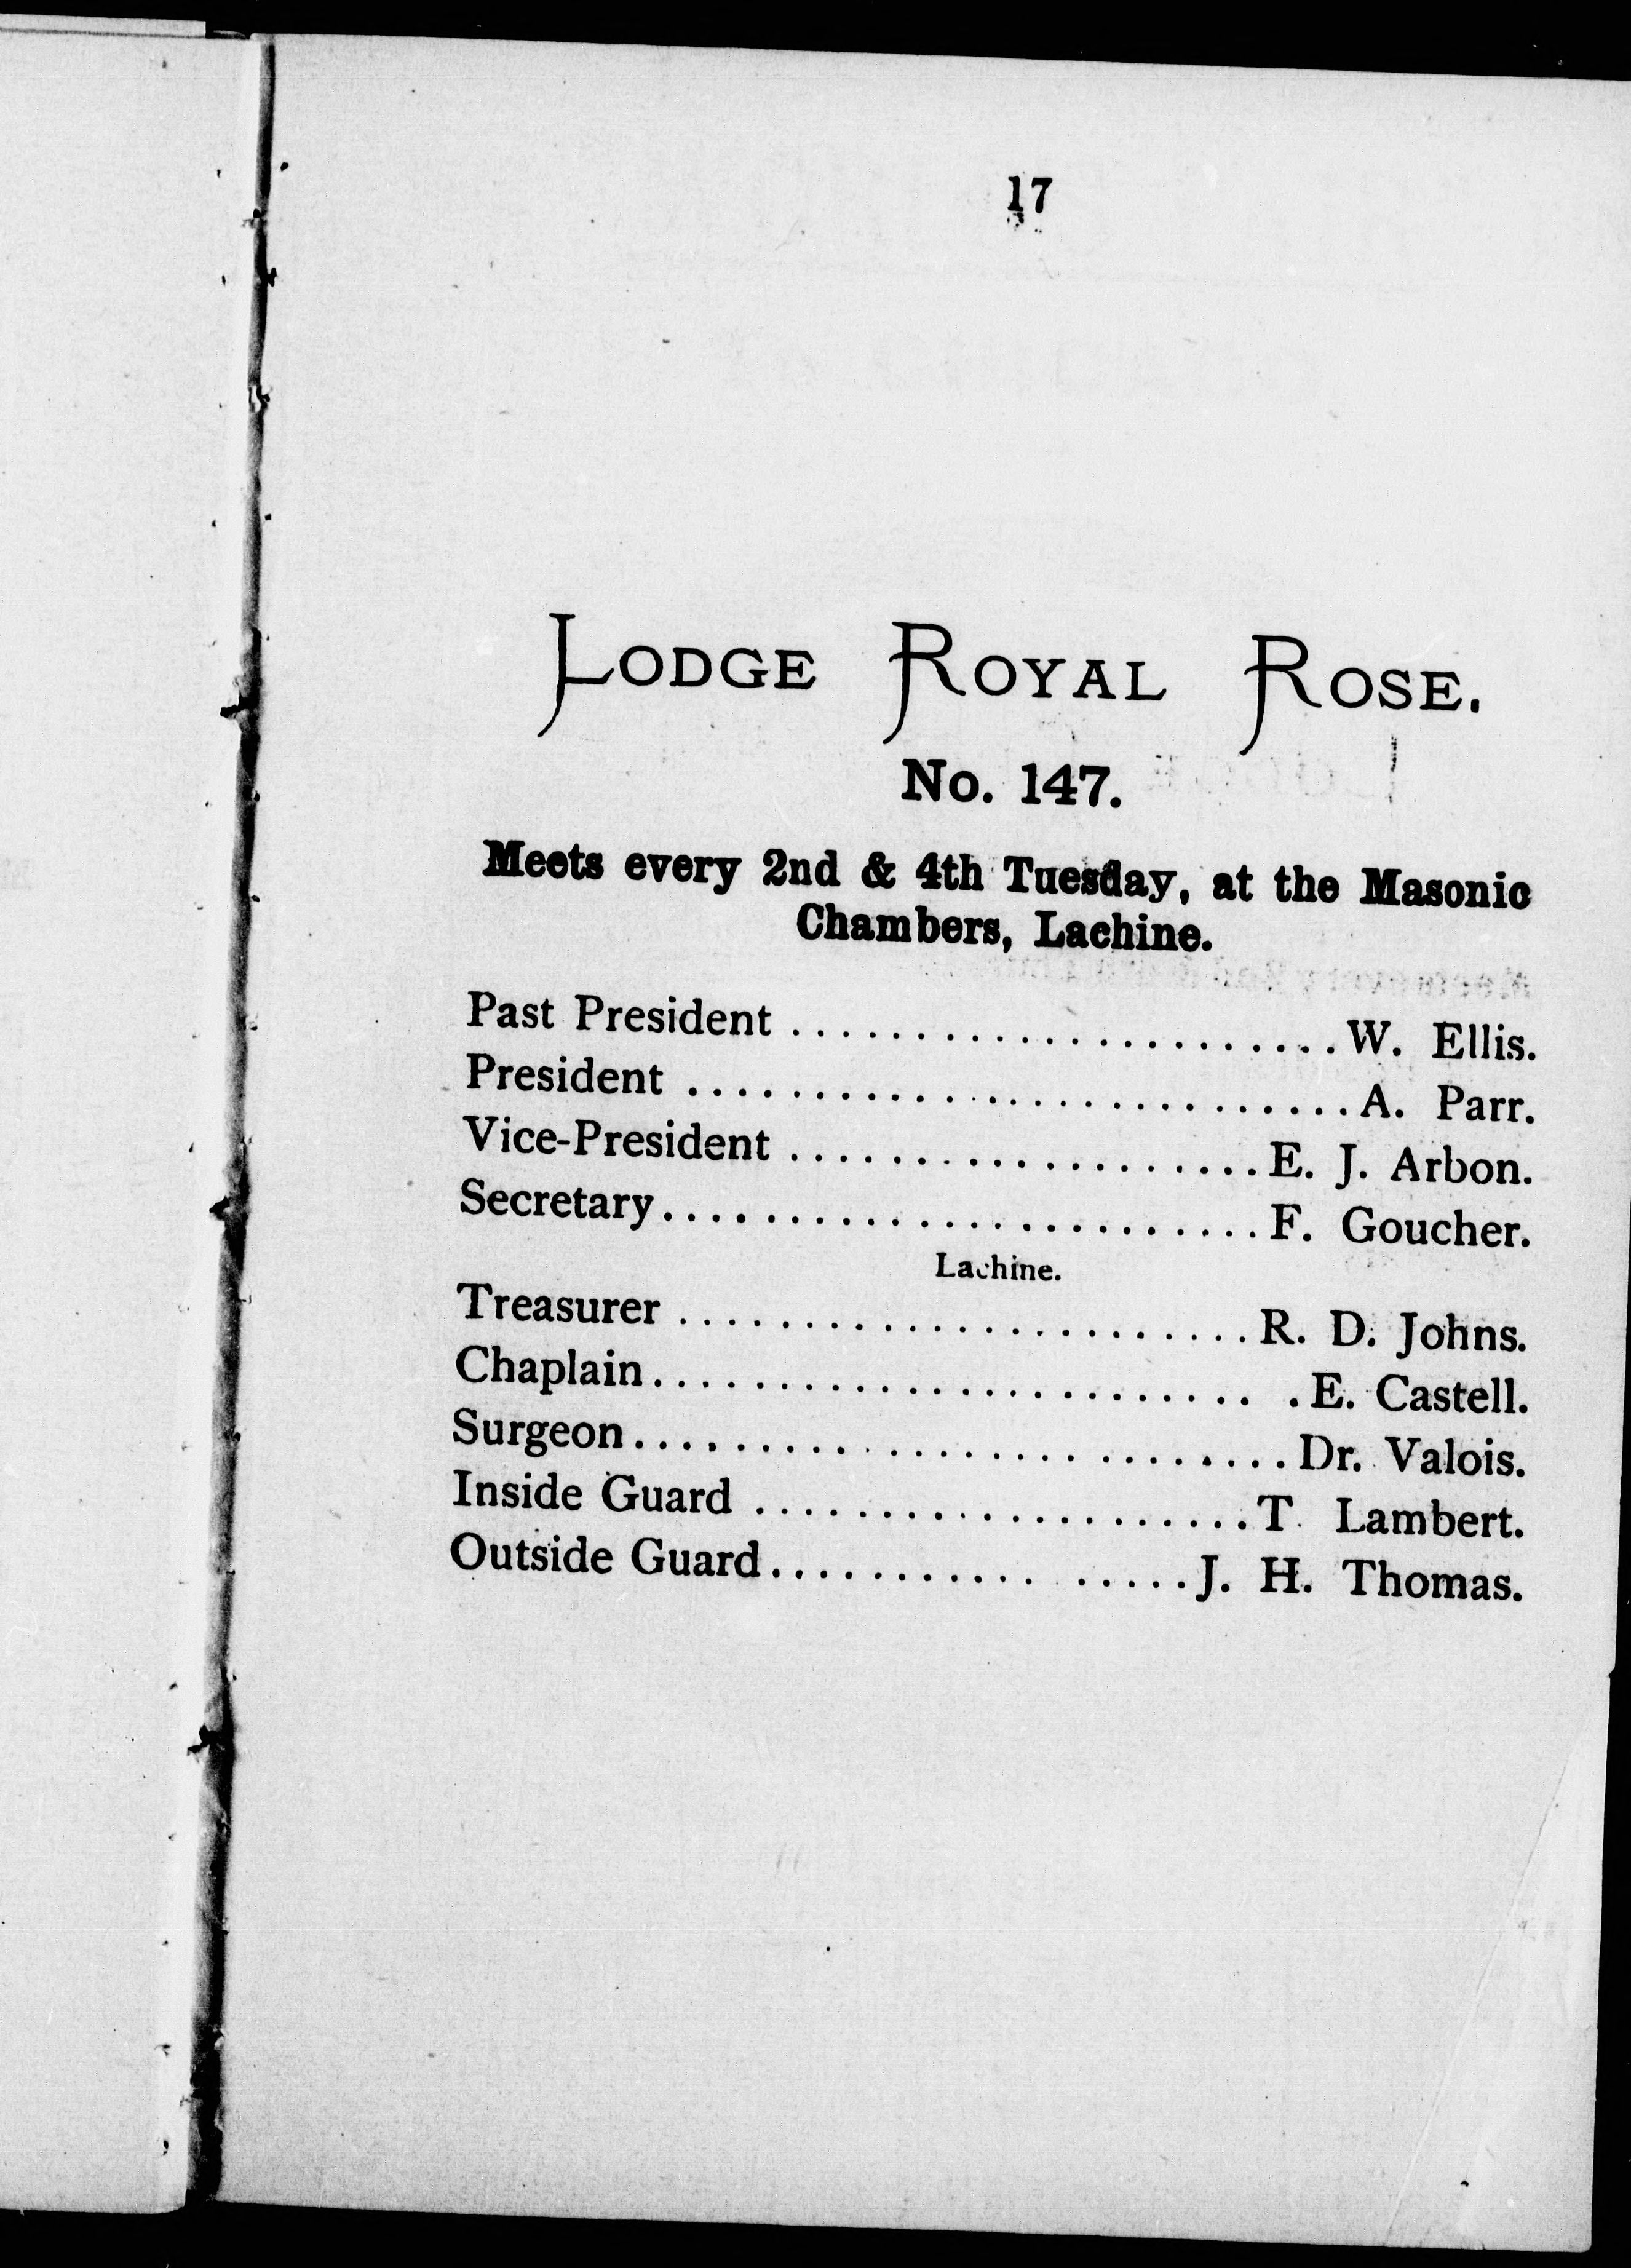 17
LODGE ROYAL ROSE.
No. 147.
Meets every 2nd & 4th Tuesday, at the Masonic
Chambers, Lachine.
Past President ......................W. Ellis.
President ...........................A. Parr.
Vice-President ...................E. J. Arbon.
Secretary........................F. Goucher.
Lachine.
Treasurer .......................R. D. Johns.
Chaplain........................ .E. Castell.
Surgeon..........................Dr. Valois.
Inside Guard ....................T. Lambert.
Outside Guard........... .....J. H. Thomas.